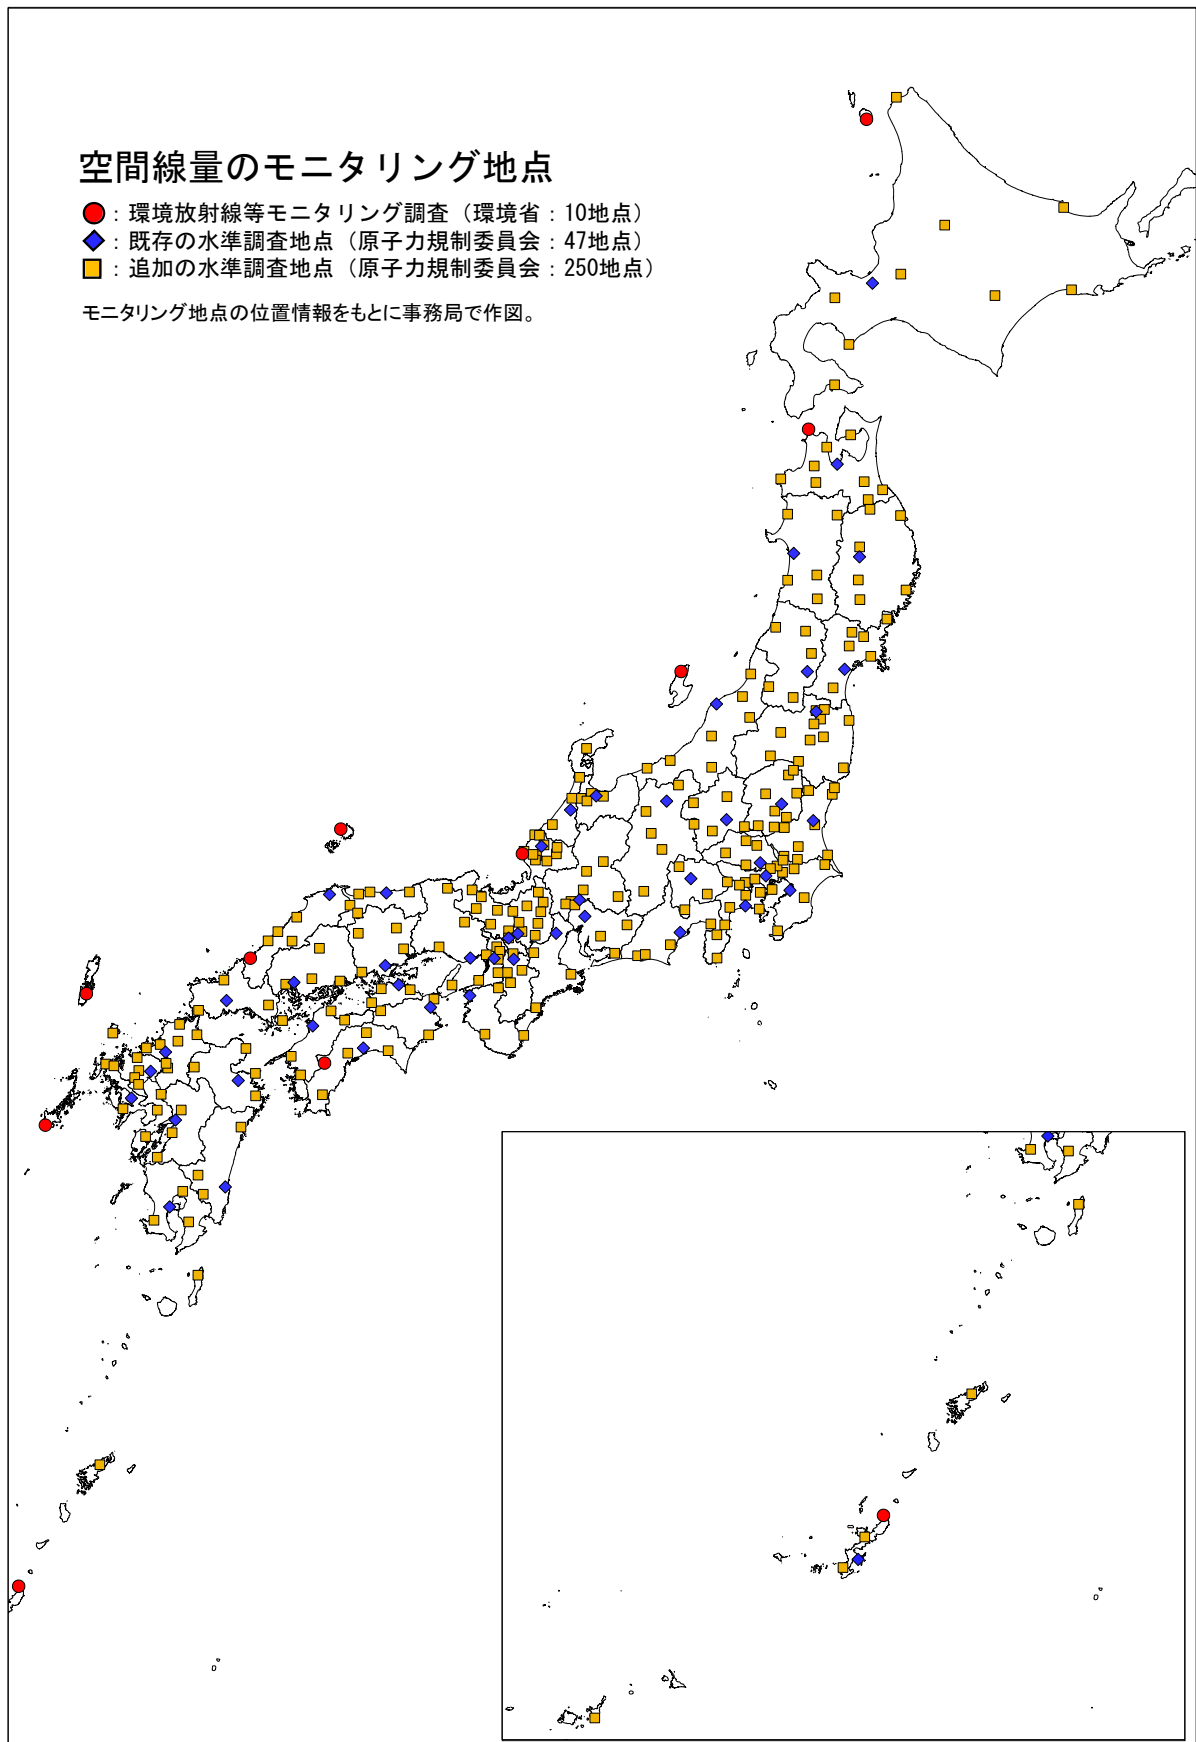 空間線量のモニタリング地点
：環境放射線等モニタリング調査（環境省：10地点）
：既存の水準調査地点（原子力規制委員会：47地点）
：追加の水準調査地点（原子力規制委員会：250地点）
モニタリング地点の位置情報をもとに事務局で作図。